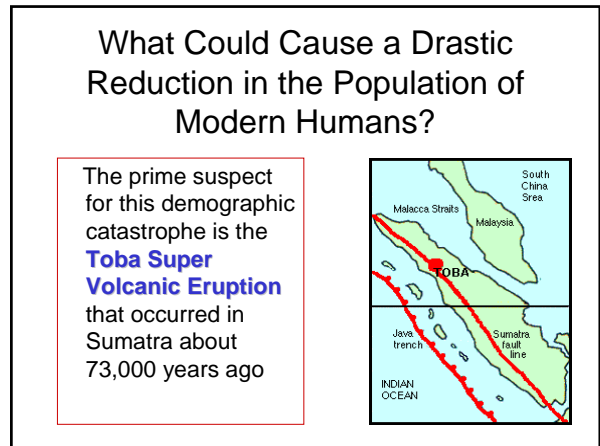 What Could Cause a Drastic
Reduction in the Population of
Modern Humans?
The prime suspect
for this demographic
catastrophe is the
Toba Super
Volcanic Eruption
that occurred in
Sumatra about
73,000 years ago
South
China
Srea
Malacca Straits
Malaysia
TOBA
Java
trench
Sumatra
fault
line
INDIAN
OCEAN